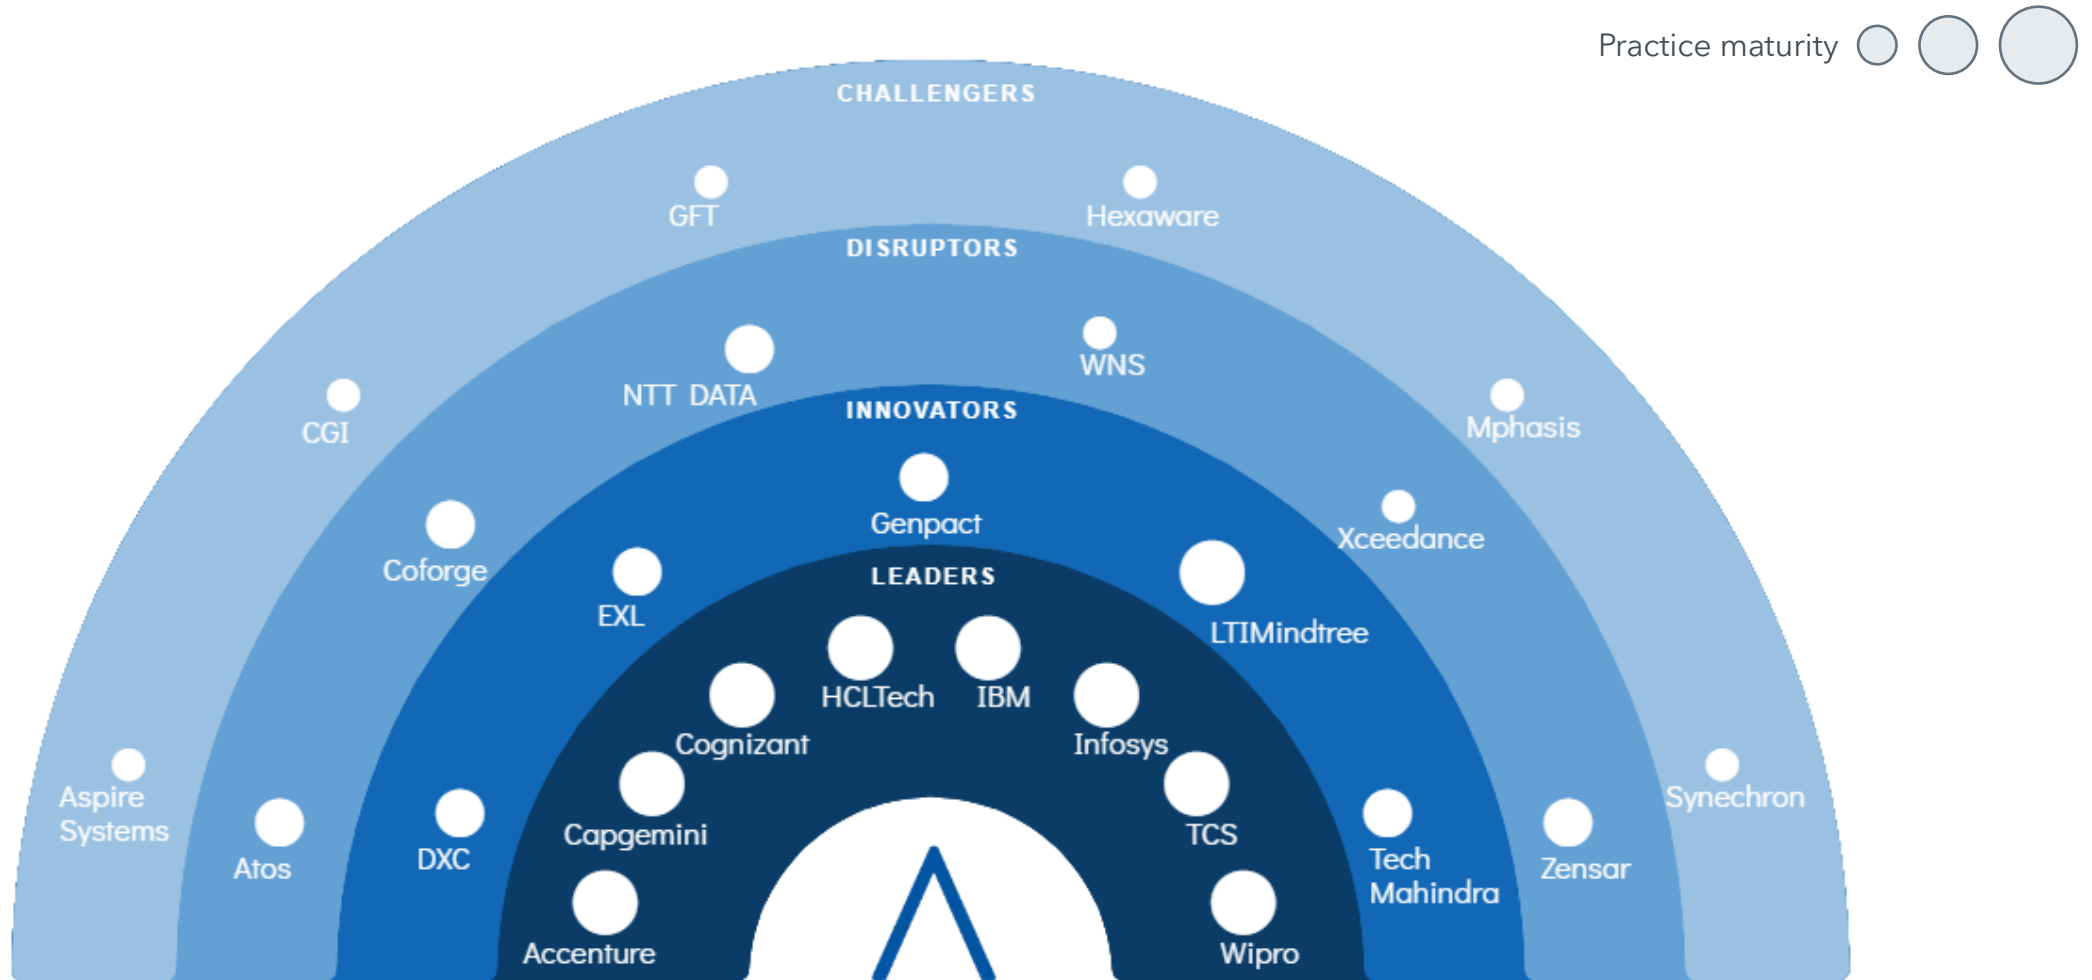 Practice maturity
CHALLENGERS
GFT
Hexaware
CGI
Mphasis
Aspire
Systems
Synechron
DISRUPTORS
NTT DATA
WNS
Coforge
Xceedance
Atos
Zensar
INNOVATORS
Genpact
EXL
LTIMindtree
DXC
Tech
Mahindra
LEADERS
HCLTech
IBM
Cognizant
Infosys
Capgemini
TCS
Accenture
Wipro